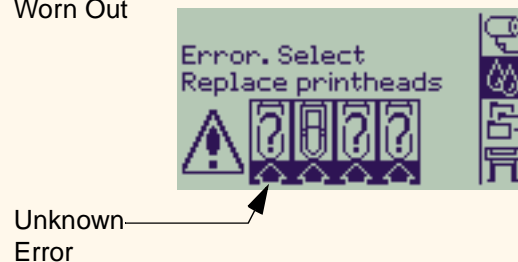 Worn Out
Error. Select
Replace printheads
? ? ?
Unknown
Error